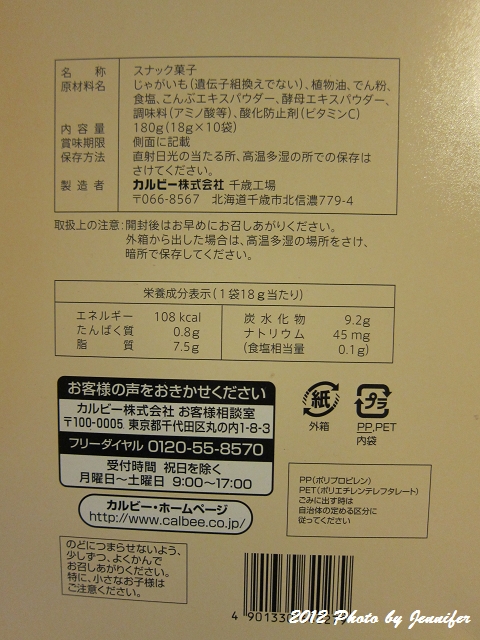 名称 スナック菓子
原材料名 じゃがいも(遺伝子組換えでない)、植物油、でん粉、
食塩、こんぶエキスパウダー、酵母エキスパウダー、
調味料(アミノ酸等)、酸化防止剤(ビタミンC)
内容量 180g(18g×10袋)
賞味期限 側面に記載
保存方法 直射日光の当たる所、高温多湿の所での保存は
さけてください。
製造者 カルビー株式会社 千歳工場
〒066-8567 北海道千歳市北信濃779-4
取扱上の注意:開封後はお早めにお召しあがりください。
外箱から出した場合は、高温多湿の場所をさけ、
暗所で保存してください。
栄養成分表示(1袋18g当たり)
エネルギー 108kcal
たんぱく質 0.8g
脂質 7.5g
炭水化物 9.2g
ナトリウム 45mg
(食塩相当量 0.1g)
お客様の声をおきかせください
カルビー株式会社 お客様相談室
〒100-0005 東京都千代田区丸の内1-8-3
フリーダイヤル 0120-55-8570
受付時間 祝日を除く
月曜日〜土曜日 9:00〜17:00
カルビー・ホームページ
http://www.calbee.co.jp/
紙
外箱
プラ
PP,PET
内袋
PP(ポリプロピレン)
PET(ポリエチレンテレフタレート)
ごみに出す時は
自治体の定める区分に
従ってください
のどにつまらせないよう、
少しずつ、よくかんで
お召しあがりください。
特に、小さなお子様は
ご注意ください。
4 90133
2012 Photo by Jennifer